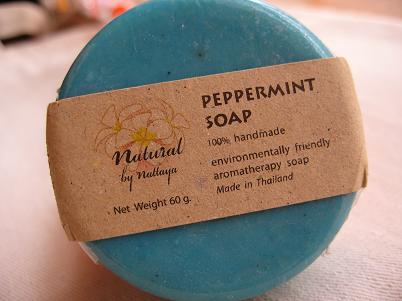 Natural
by Nattaya
Net Weight 60 g.
PEPPERMINT
SOAP
100% handmade
environmentally friendly
aromatherapy soap
Made in Thailand